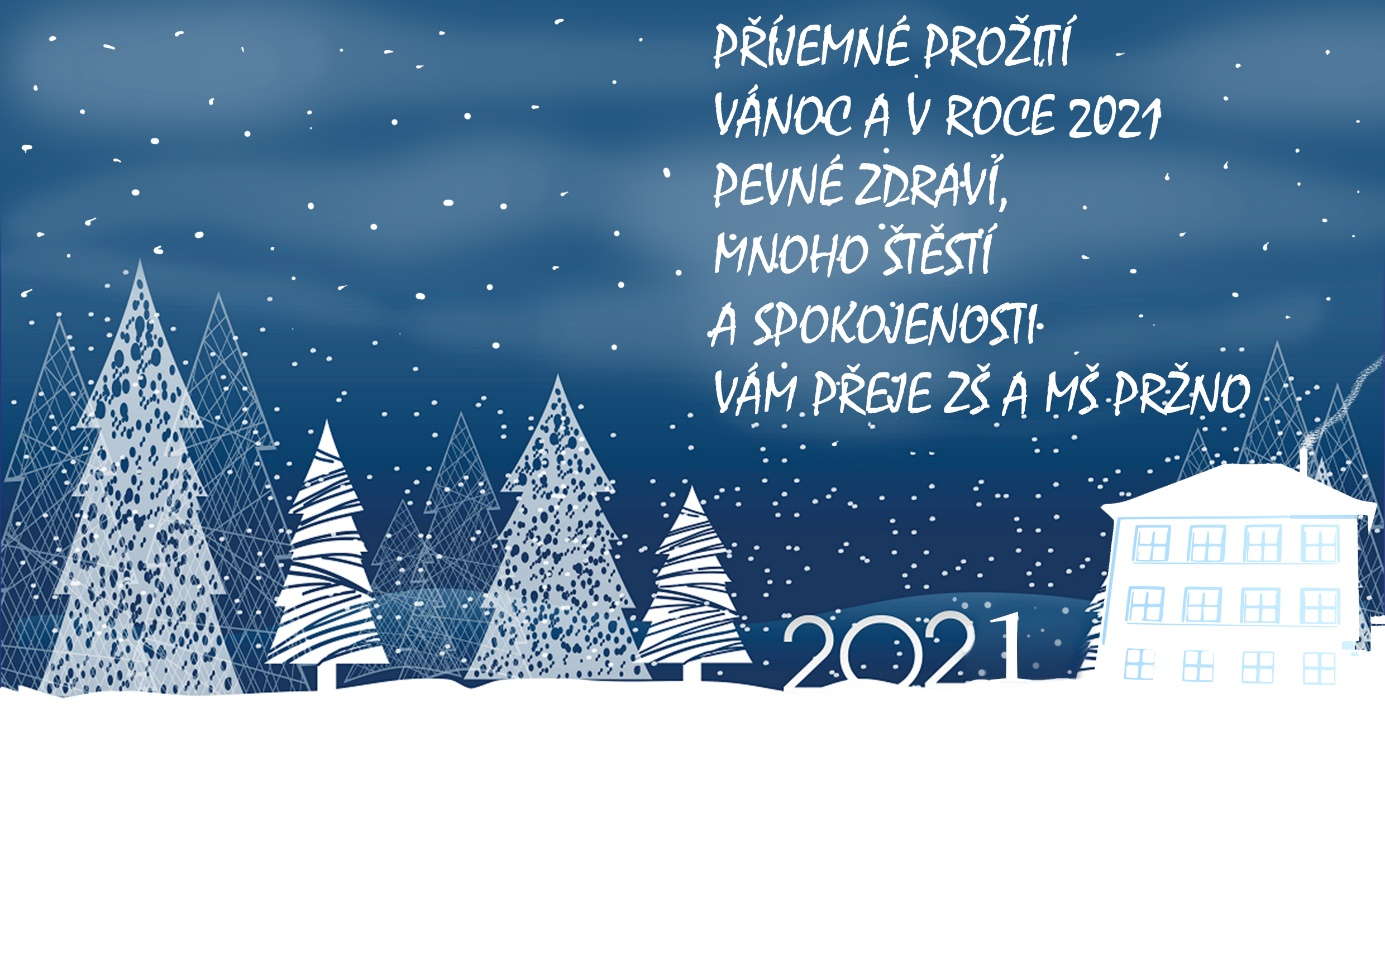 PŘÍJEMNÉ PROŽITÍ
VÁNOC A V ROCE 2021
PEVNÉ ZDRAVÍ,
MNOHO ŠTĚSTÍ
A SPOKOJENOSTI
VÁM PŘEJE ZŠ A MŠ PRŽNO
2021